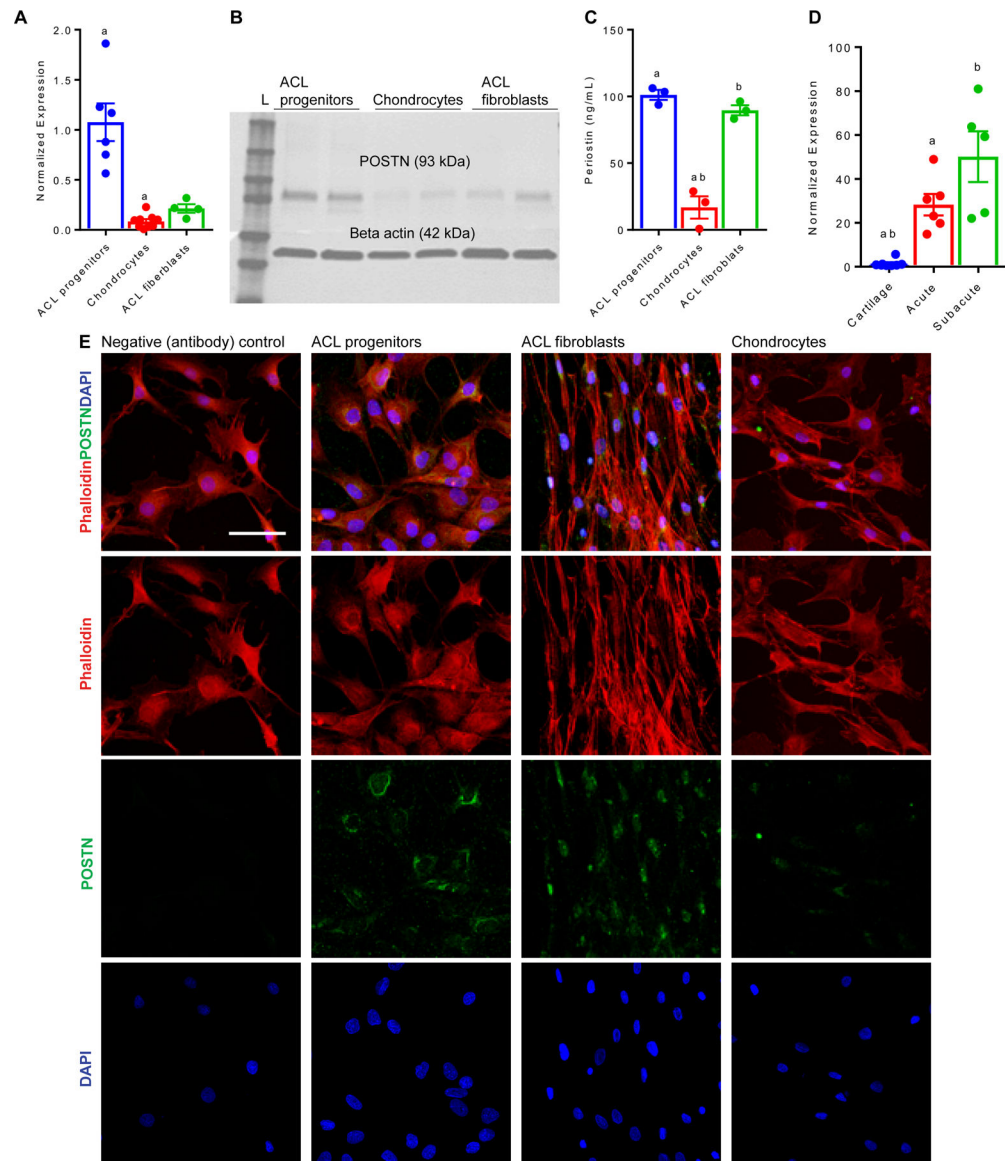 A
Normalized Expression
2.0
1.5
1.0
0.5
0.0
a
a
ACL progenitors
Chondrocytes
ACL fiberblasts
B
L
ACL
progenitors
Chondrocytes
ACL
fibroblasts
POSTN (93 kDa)
Beta actin (42 kDa)
C
Periostin (ng/mL)
150
100
50
0
a
a b
b
ACL progenitors
Chondrocytes
ACL fibroblats
D
Normalized Expression
100
80
60
40
20
0
a b
a
b
Cartilage
Acute
Subacute
E
Negative (antibody) control
ACL progenitors
ACL fibroblasts
Chondrocytes
PhalloidinPOSTNDAPI
Phalloidin
POSTN
DAPI